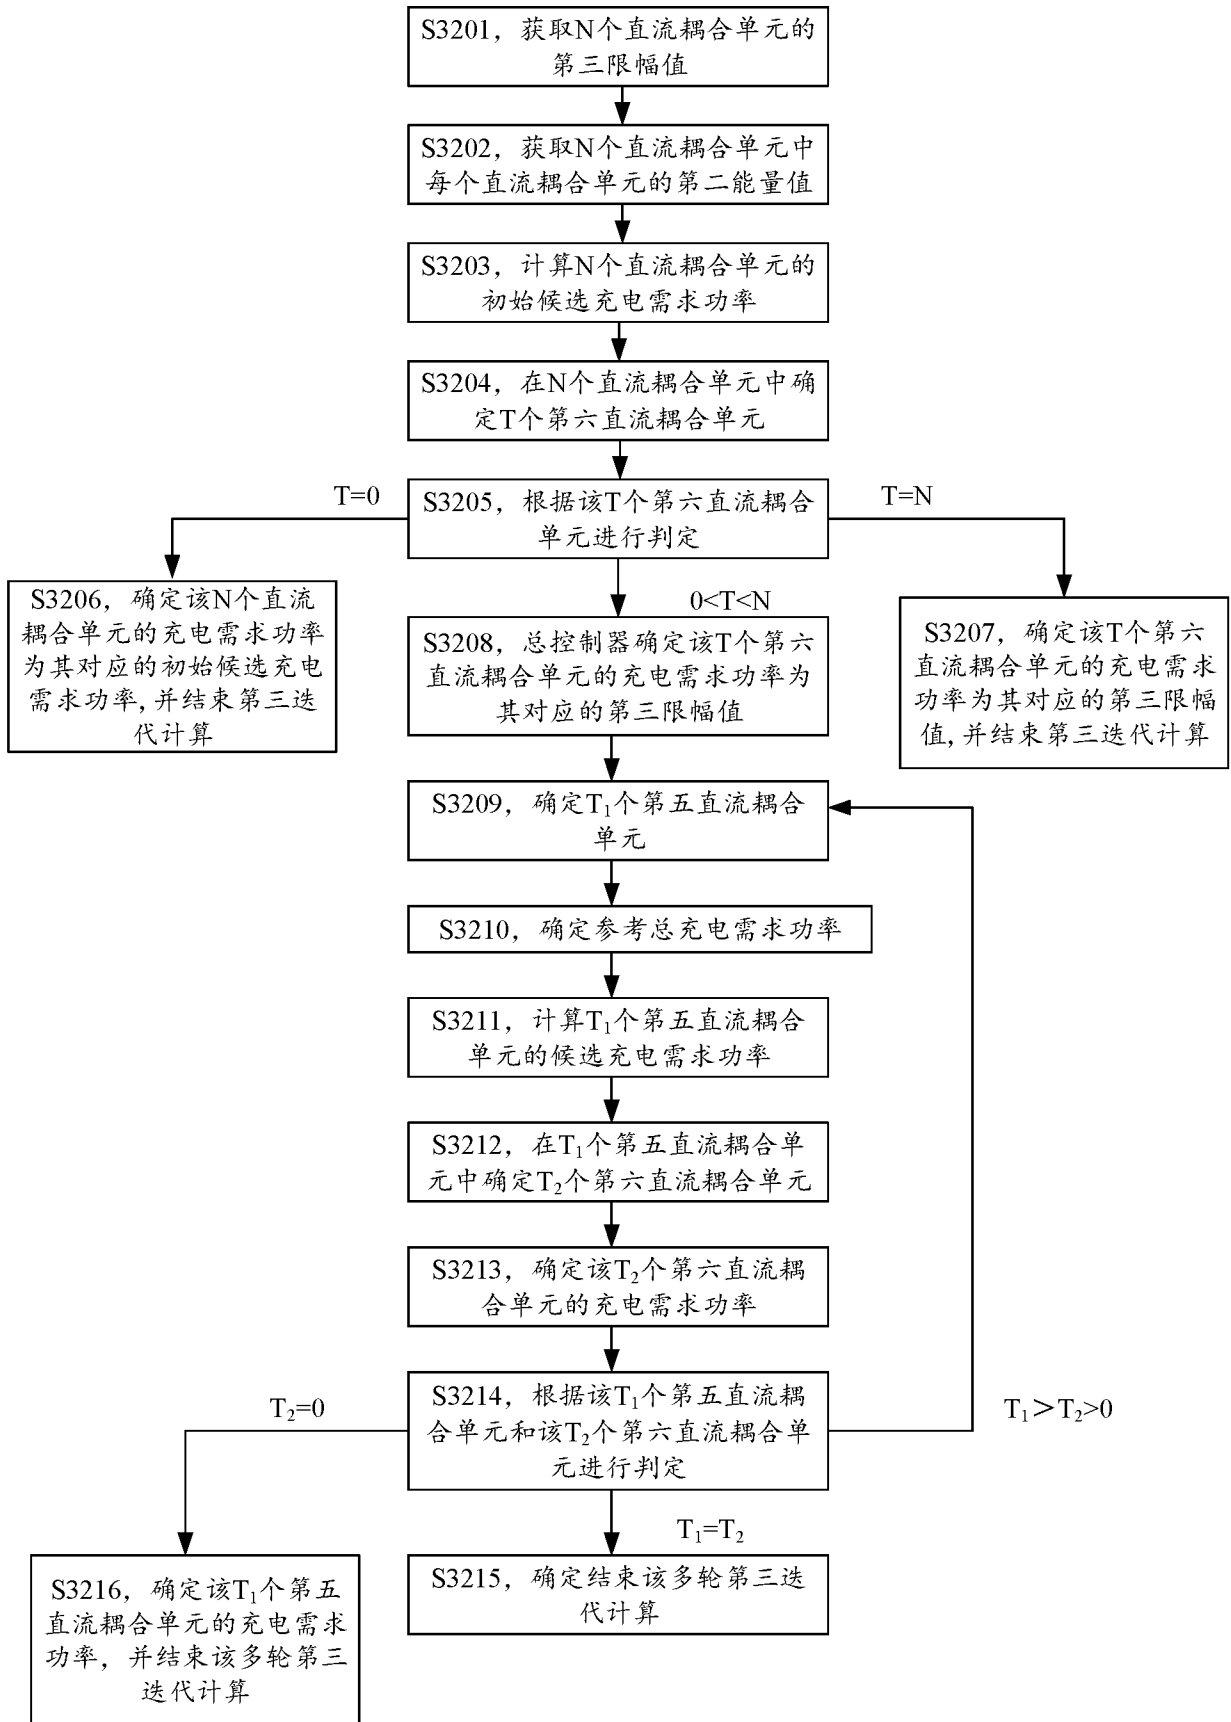 S3201，获取N个直流耦合单元的
第三限幅值
S3202，获取N个直流耦合单元中
每个直流耦合单元的第二能量值
S3203，计算N个直流耦合单元的
初始候选充电需求功率
S3204，在N个直流耦合单元中确
定T个第六直流耦合单元
T=0
S3205，根据该T个第六直流耦合
单元进行判定
T=N
0<T<N
S3206，确定该N个直流
耦合单元的充电需求功率
为其对应的初始候选充电
需求功率,并结束第三迭
代计算
S3208，总控制器确定该T个第六
直流耦合单元的充电需求功率为
其对应的第三限幅值
S3207，确定该T个第六
直流耦合单元的充电需求
功率为其对应的第三限幅
值,并结束第三迭代计算
S3209，确定T₁个第五直流耦合
单元
S3210，确定参考总充电需求功率
S3211，计算T₁个第五直流耦合
单元的候选充电需求功率
S3212，在T₁个第五直流耦合单
元中确定T₂个第六直流耦合单元
S3213，确定该T₂个第六直流耦
合单元的充电需求功率
T₂=0
S3214，根据该T₁个第五直流耦
合单元和该T₂个第六直流耦合单
元进行判定
T₁＞T₂>0
T₁=T₂
S3216，确定该T₁个第五
直流耦合单元的充电需求
功率，并结束该多轮第三
迭代计算
S3215，确定结束该多轮第三迭
代计算